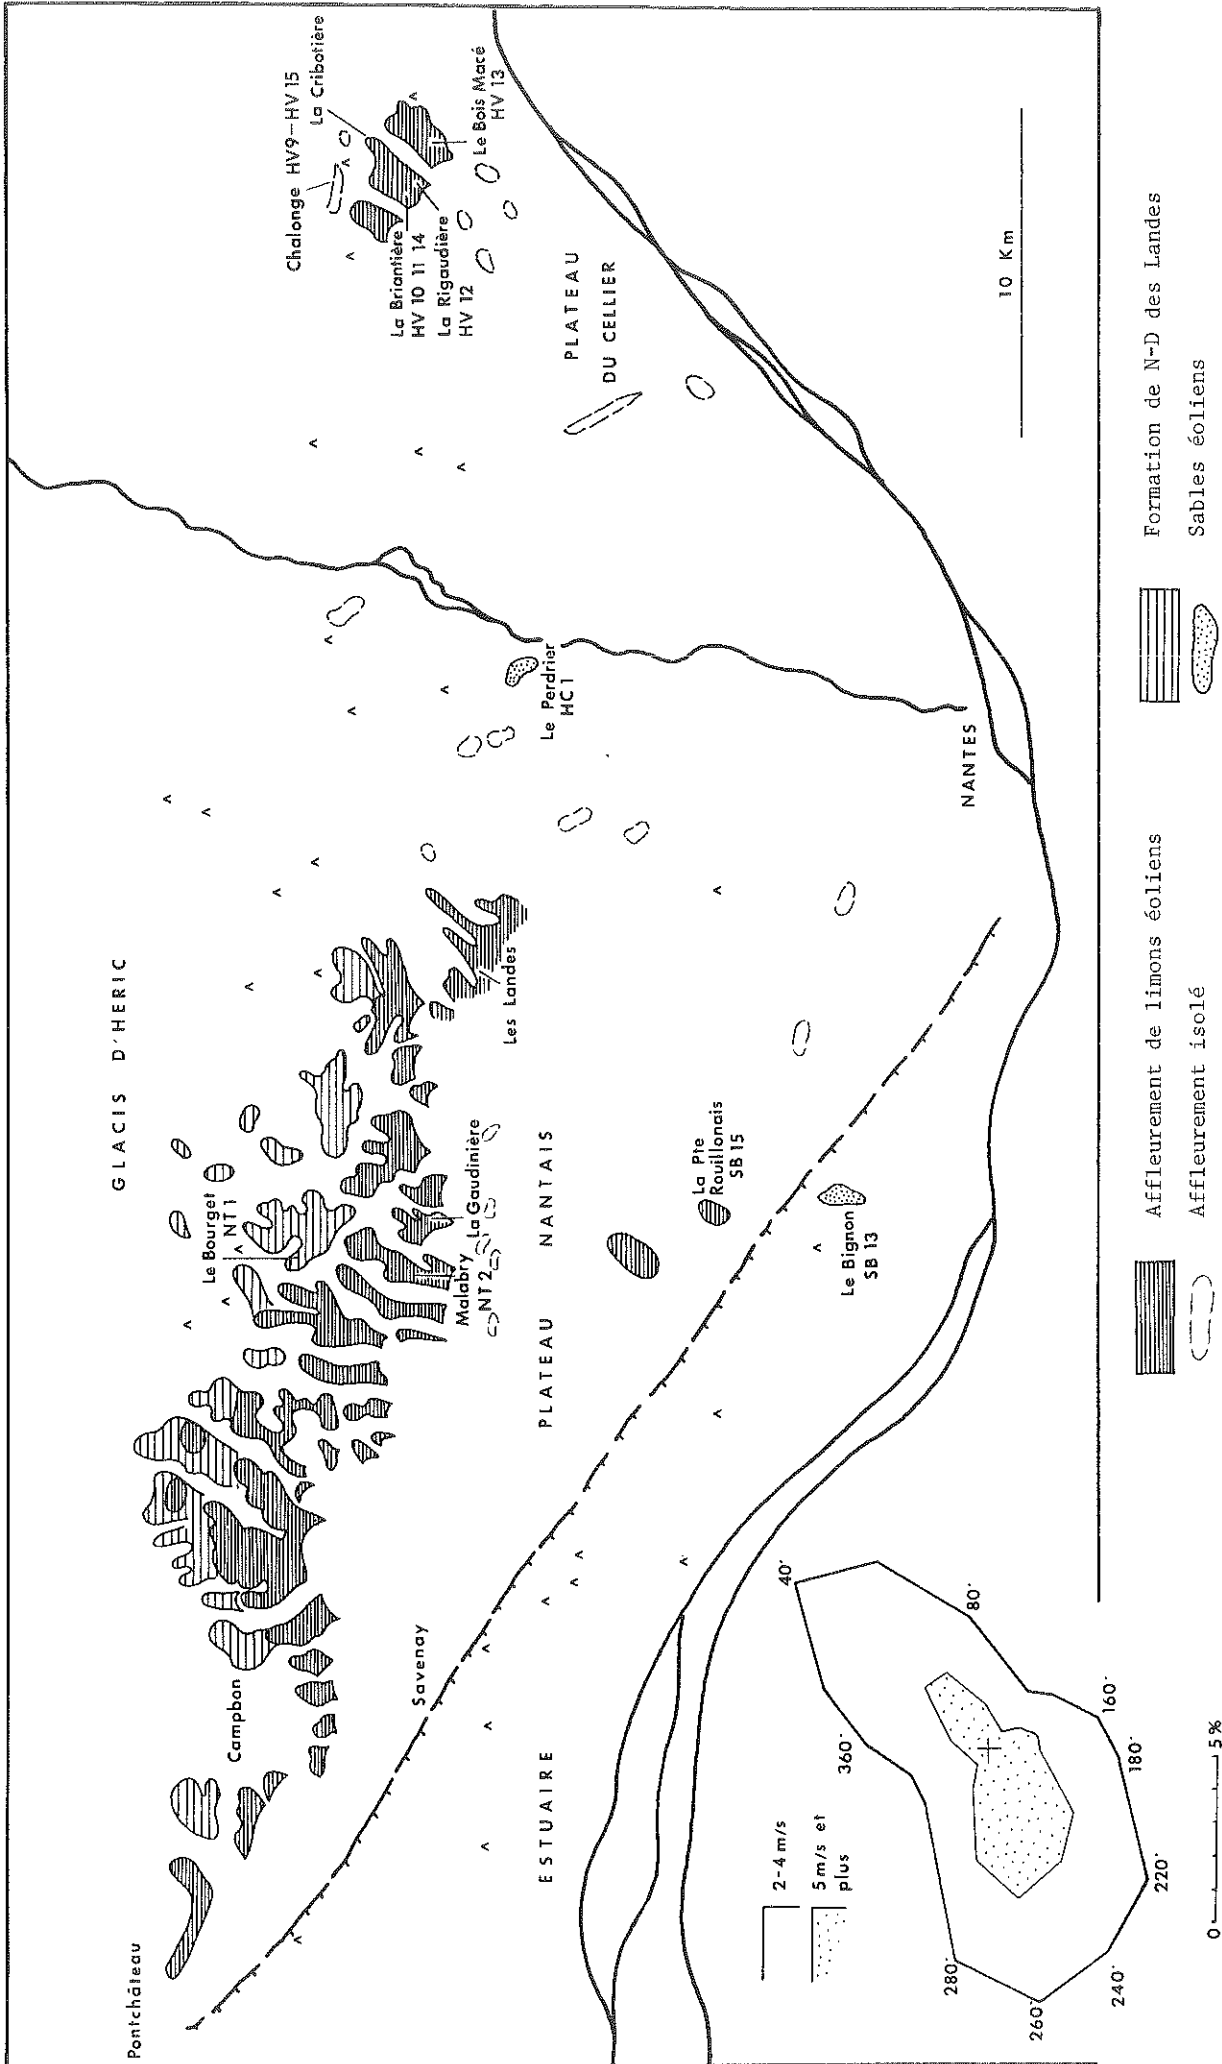 Pontchâteau
Campbon
Savenay
GLACIS D'HERIC
Le Bourget
NT 1
Malabry
NT 2
La Gaudinière
Les Landes
PLATEAU NANTAIS
La Pte
Rouillonais
SB 15
Le Bignon
SB 13
ESTUAIRE
Le Perdrier
HC 1
NANTES
Chalonge HV9-HV 15
La Cribotière
La Briantière
HV 10 11 14
La Rigaudière
HV 12
Le Bois Macé
HV 13
PLATEAU
DU CELLIER
10 Km
2-4 m/s
5 m/s et
plus
40°
80°
160°
180°
220°
240°
260°
280°
360°
0 5 %
Affleurement de limons éoliens
Affleurement isolé
Formation de N-D des Landes
Sables éoliens